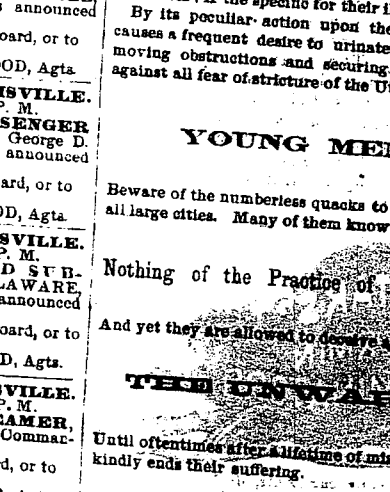 announced
oard, or to
OOD, Agts
ISVILLE.
P. M.
SENGER
George D.
announced
ard, or to
OD, Agts.
SVILLE.
P. M.
D SUB-
LAWARE,
announced
oard, or to
D, Agts.
SVILLE.
P. M.
EAMER,
Commar-
d, or to
the specific for their
By its peculiar action upon the
causes a frequent desire to urinate
moving obstructions and securing
against all fear of stricture of the U
YOUNG ME
Beware of the numberless quacks to
all large cities. Many of them know
Nothing of the Practice of
And yet they are allowed to deceive
THE UNWAR
Until oftentimes after a lifetime of mis
kindly ends their suffering.